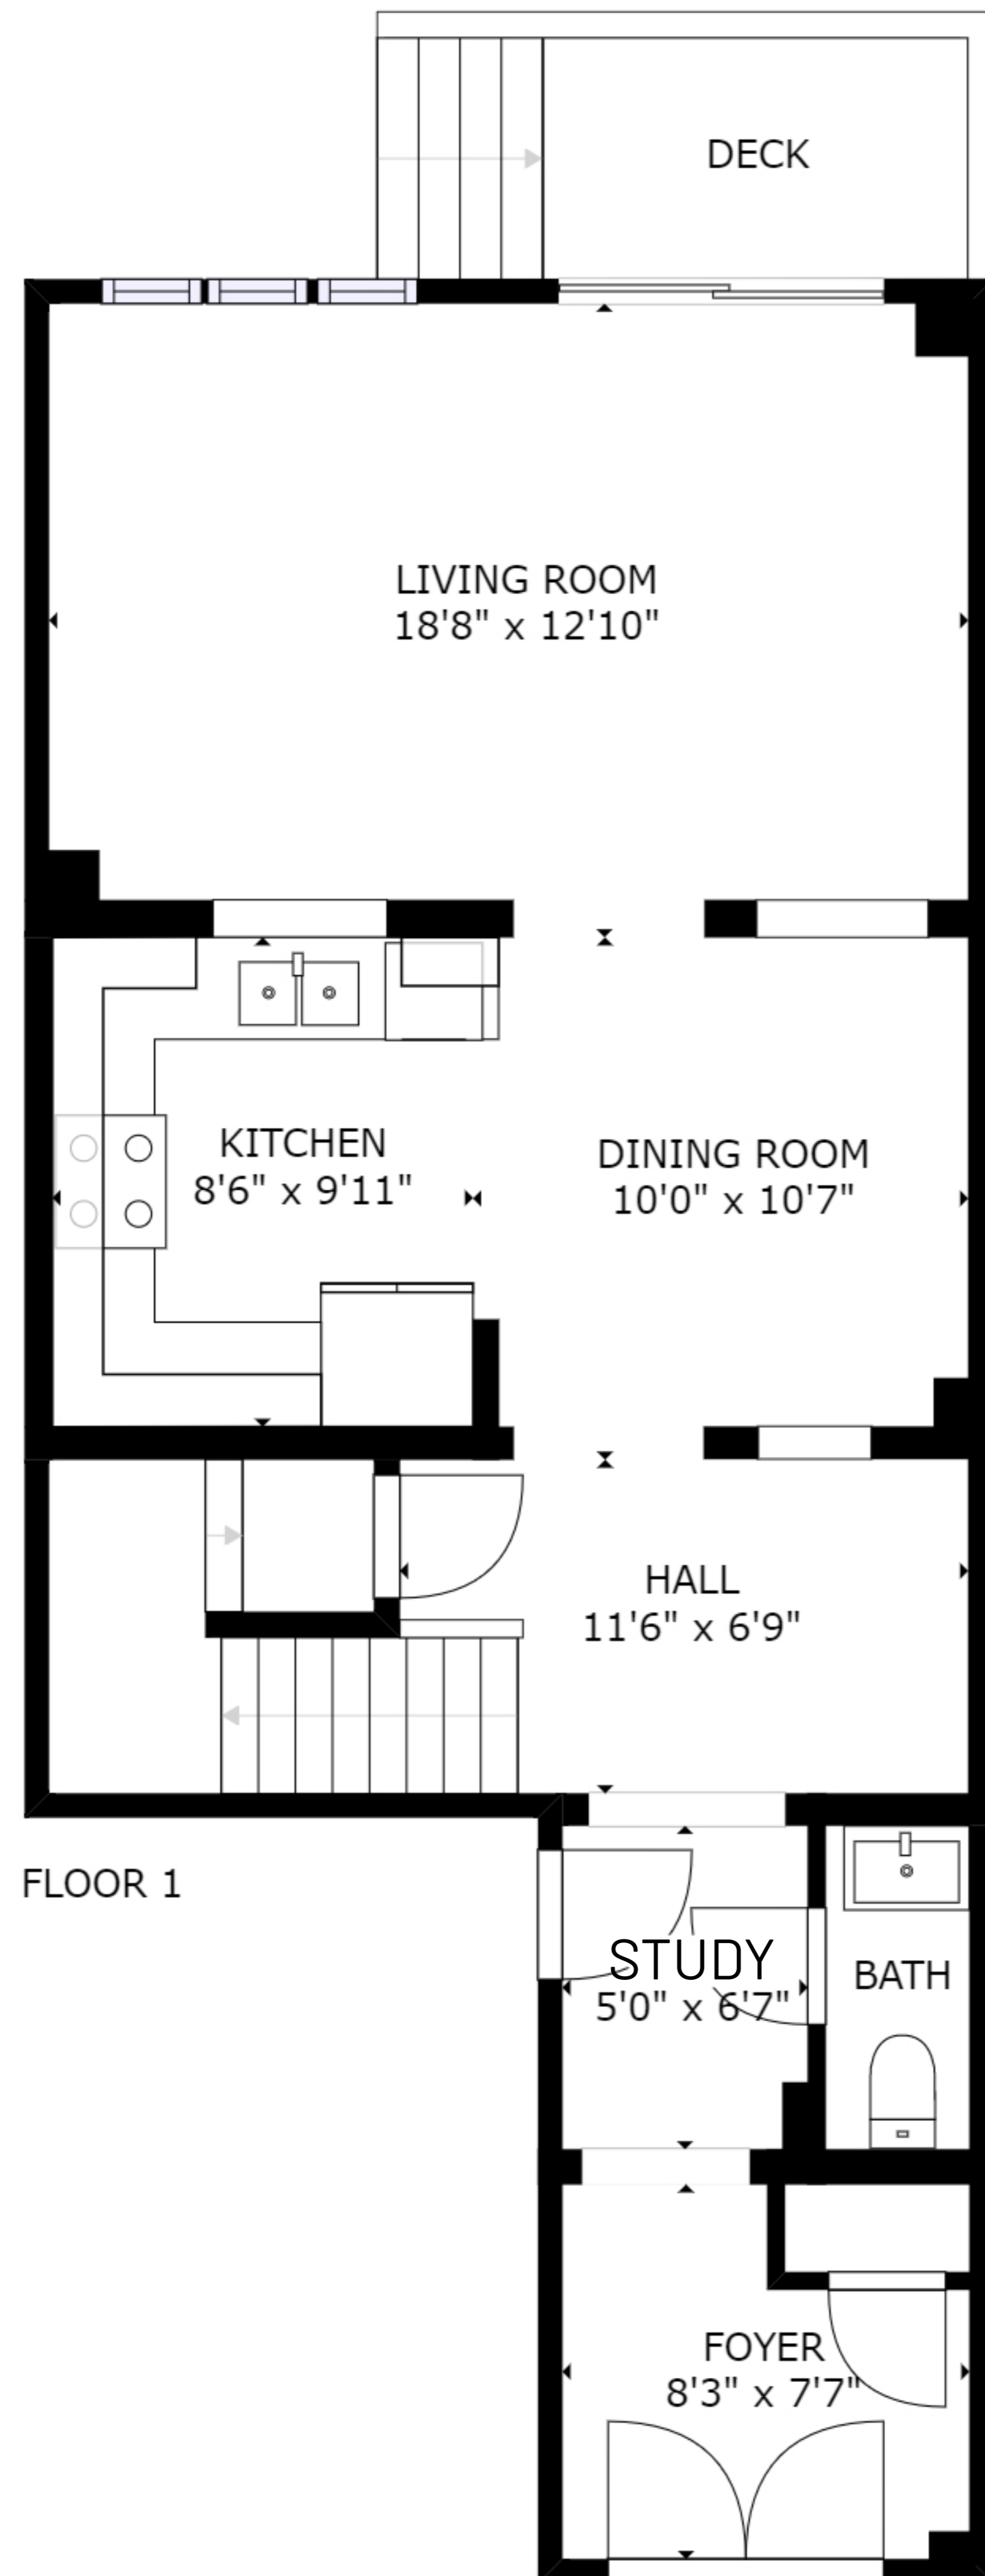 DECK
LIVING ROOM
18'8" x 12'10"
KITCHEN
8'6" x 9'11"
DINING ROOM
10'0" x 10'7"
HALL
11'6" x 6'9"
FLOOR 1
STUDY
5'0" x 6'7"
BATH
FOYER
8'3" x 7'7"